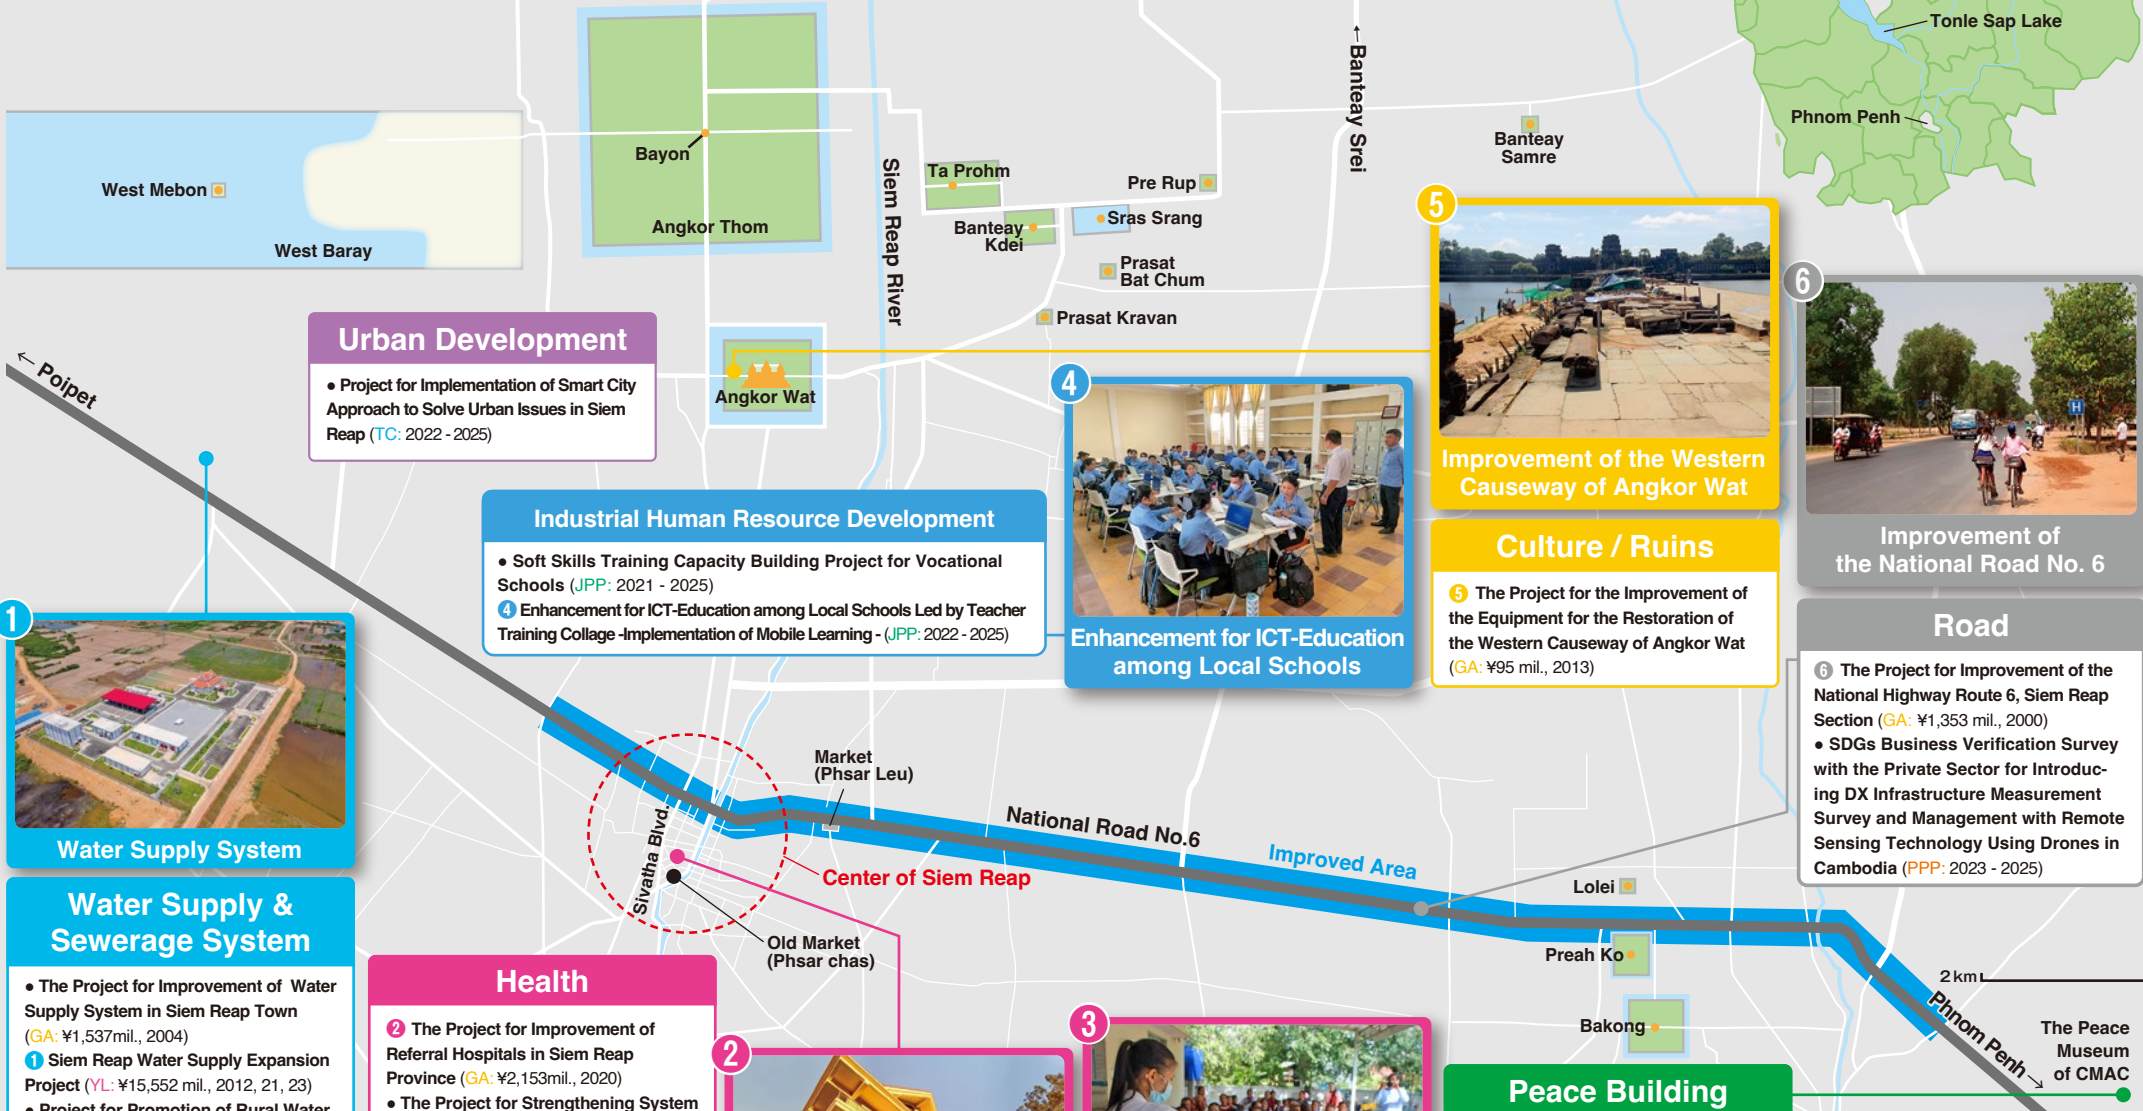 Tonle Sap Lake
Phnom Penh
←Banteay Srei
Banteay
Samre
Bayon
Angkor Thom
West Mebon
West Baray
Siem Reap River
Ta Prohm
Pre Rup
Banteay
Kdei
Sras Srang
Prasat
Bat Chum
Prasat Kravan
Angkor Wat
← Poipet
Urban Development
● Project for Implementation of Smart City
Approach to Solve Urban Issues in Siem
Reap (TC: 2022 - 2025)
Industrial Human Resource Development
● Soft Skills Training Capacity Building Project for Vocational
Schools (JPP: 2021 - 2025)
4 Enhancement for ICT-Education among Local Schools Led by Teacher
Training Collage -Implementation of Mobile Learning - (JPP: 2022 - 2025)
4
Enhancement for ICT-Education
among Local Schools
5
Improvement of the Western
Causeway of Angkor Wat
Culture / Ruins
5 The Project for the Improvement of
the Equipment for the Restoration of
the Western Causeway of Angkor Wat
(GA: ¥95 mil., 2013)
6
H
Improvement of
the National Road No. 6
Road
6 The Project for Improvement of the
National Highway Route 6, Siem Reap
Section (GA: ¥1,353 mil., 2000)
● SDGs Business Verification Survey
with the Private Sector for Introduc-
ing DX Infrastructure Measurement
Survey and Management with Remote
Sensing Technology Using Drones in
Cambodia (PPP: 2023 - 2025)
1
Water Supply System
Water Supply &
Sewerage System
● The Project for Improvement of Water
Supply System in Siem Reap Town
(GA: ¥1,537mil., 2004)
1 Siem Reap Water Supply Expansion
Project (YL: ¥15,552 mil., 2012, 21, 23)
● Project for Promotion of Rural Water
Market
(Phsar Leu)
Sivatha Blvd.
Center of Siem Reap
Old Market
(Phsar chas)
National Road No.6
Improved Area
Lolei
Preah Ko
Bakong
2 km
Phnom Penh →
The Peace
Museum
of CMAC
Health
2 The Project for Improvement of
Referral Hospitals in Siem Reap
Province (GA: ¥2,153mil., 2020)
● The Project for Strengthening System
2
3
Peace Building